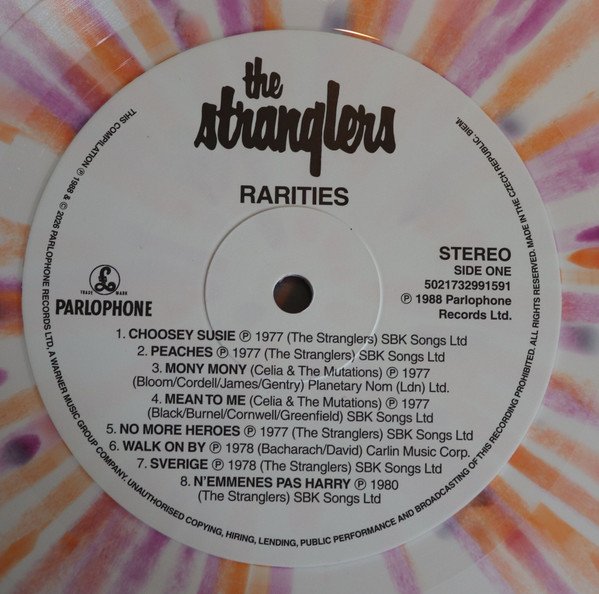 the
stranglers
RARITIES
STEREO
SIDE ONE
5021732991591
℗ 1988 Parlophone
Records Ltd.
TRADE MARK
PARLOPHONE
1. CHOOSEY SUSIE ℗ 1977 (The Stranglers) SBK Songs Ltd
2. PEACHES ℗ 1977 (The Stranglers) SBK Songs Ltd
3. MONY MONY (Celia & The Mutations) ℗ 1977
(Bloom/Cordell/James/Gentry) Planetary Nom (Ldn) Ltd.
4. MEAN TO ME (Celia & The Mutations) ℗ 1977
(Black/Burnel/Cornwell/Greenfield) SBK Songs Ltd
5. NO MORE HEROES ℗ 1977 (The Stranglers) SBK Songs Ltd
6. WALK ON BY ℗ 1978 (Bacharach/David) Carlin Music Corp.
7. SVERIGE ℗ 1978 (The Stranglers) SBK Songs Ltd
8. N'EMMENES PAS HARRY ℗ 1980
(The Stranglers) SBK Songs Ltd
THIS COMPILATION ℗ 1988 & © 2026 PARLOPHONE RECORDS LTD, A WARNER MUSIC GROUP COMPANY. UNAUTHORISED COPYING, HIRING, LENDING, PUBLIC PERFORMANCE AND BROADCASTING OF THIS RECORDING PROHIBITED. ALL RIGHTS RESERVED. MADE IN THE CZECH REPUBLIC. BIEM.